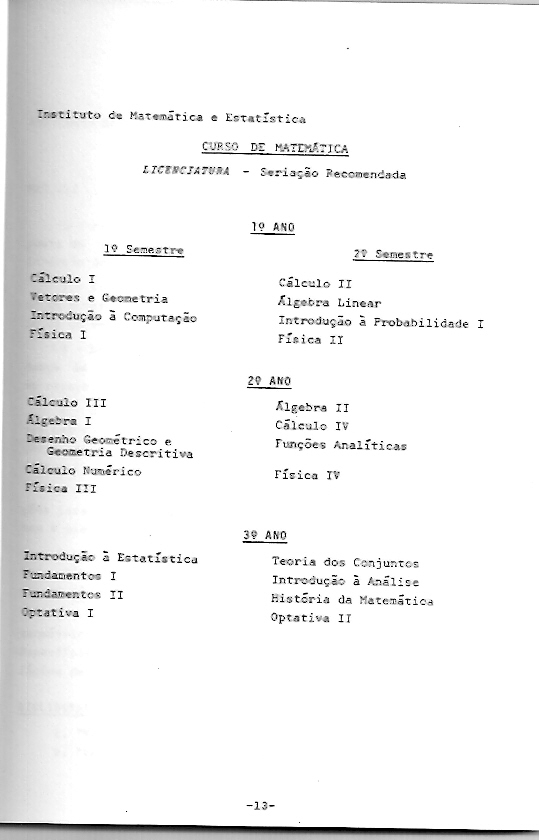 Instituto de Matemática e Estatística
CURSO DE MATEMÁTICA
LICENCIATURA - Seriação Recomendada
1º ANO
1º Semestre
2º Semestre
Cálculo I
Vetores e Geometria
Introdução à Computação
Física I
Cálculo II
Álgebra Linear
Introdução à Probabilidade I
Física II
2º ANO
Cálculo III
Álgebra I
Desenho Geométrico e
Geometria Descritiva
Cálculo Numérico
Física III
Álgebra II
Cálculo IV
Funções Analíticas
Física IV
3º ANO
Introdução à Estatística
Fundamentos I
Fundamentos II
Optativa I
Teoria dos Conjuntos
Introdução à Análise
História da Matemática
Optativa II
-13-